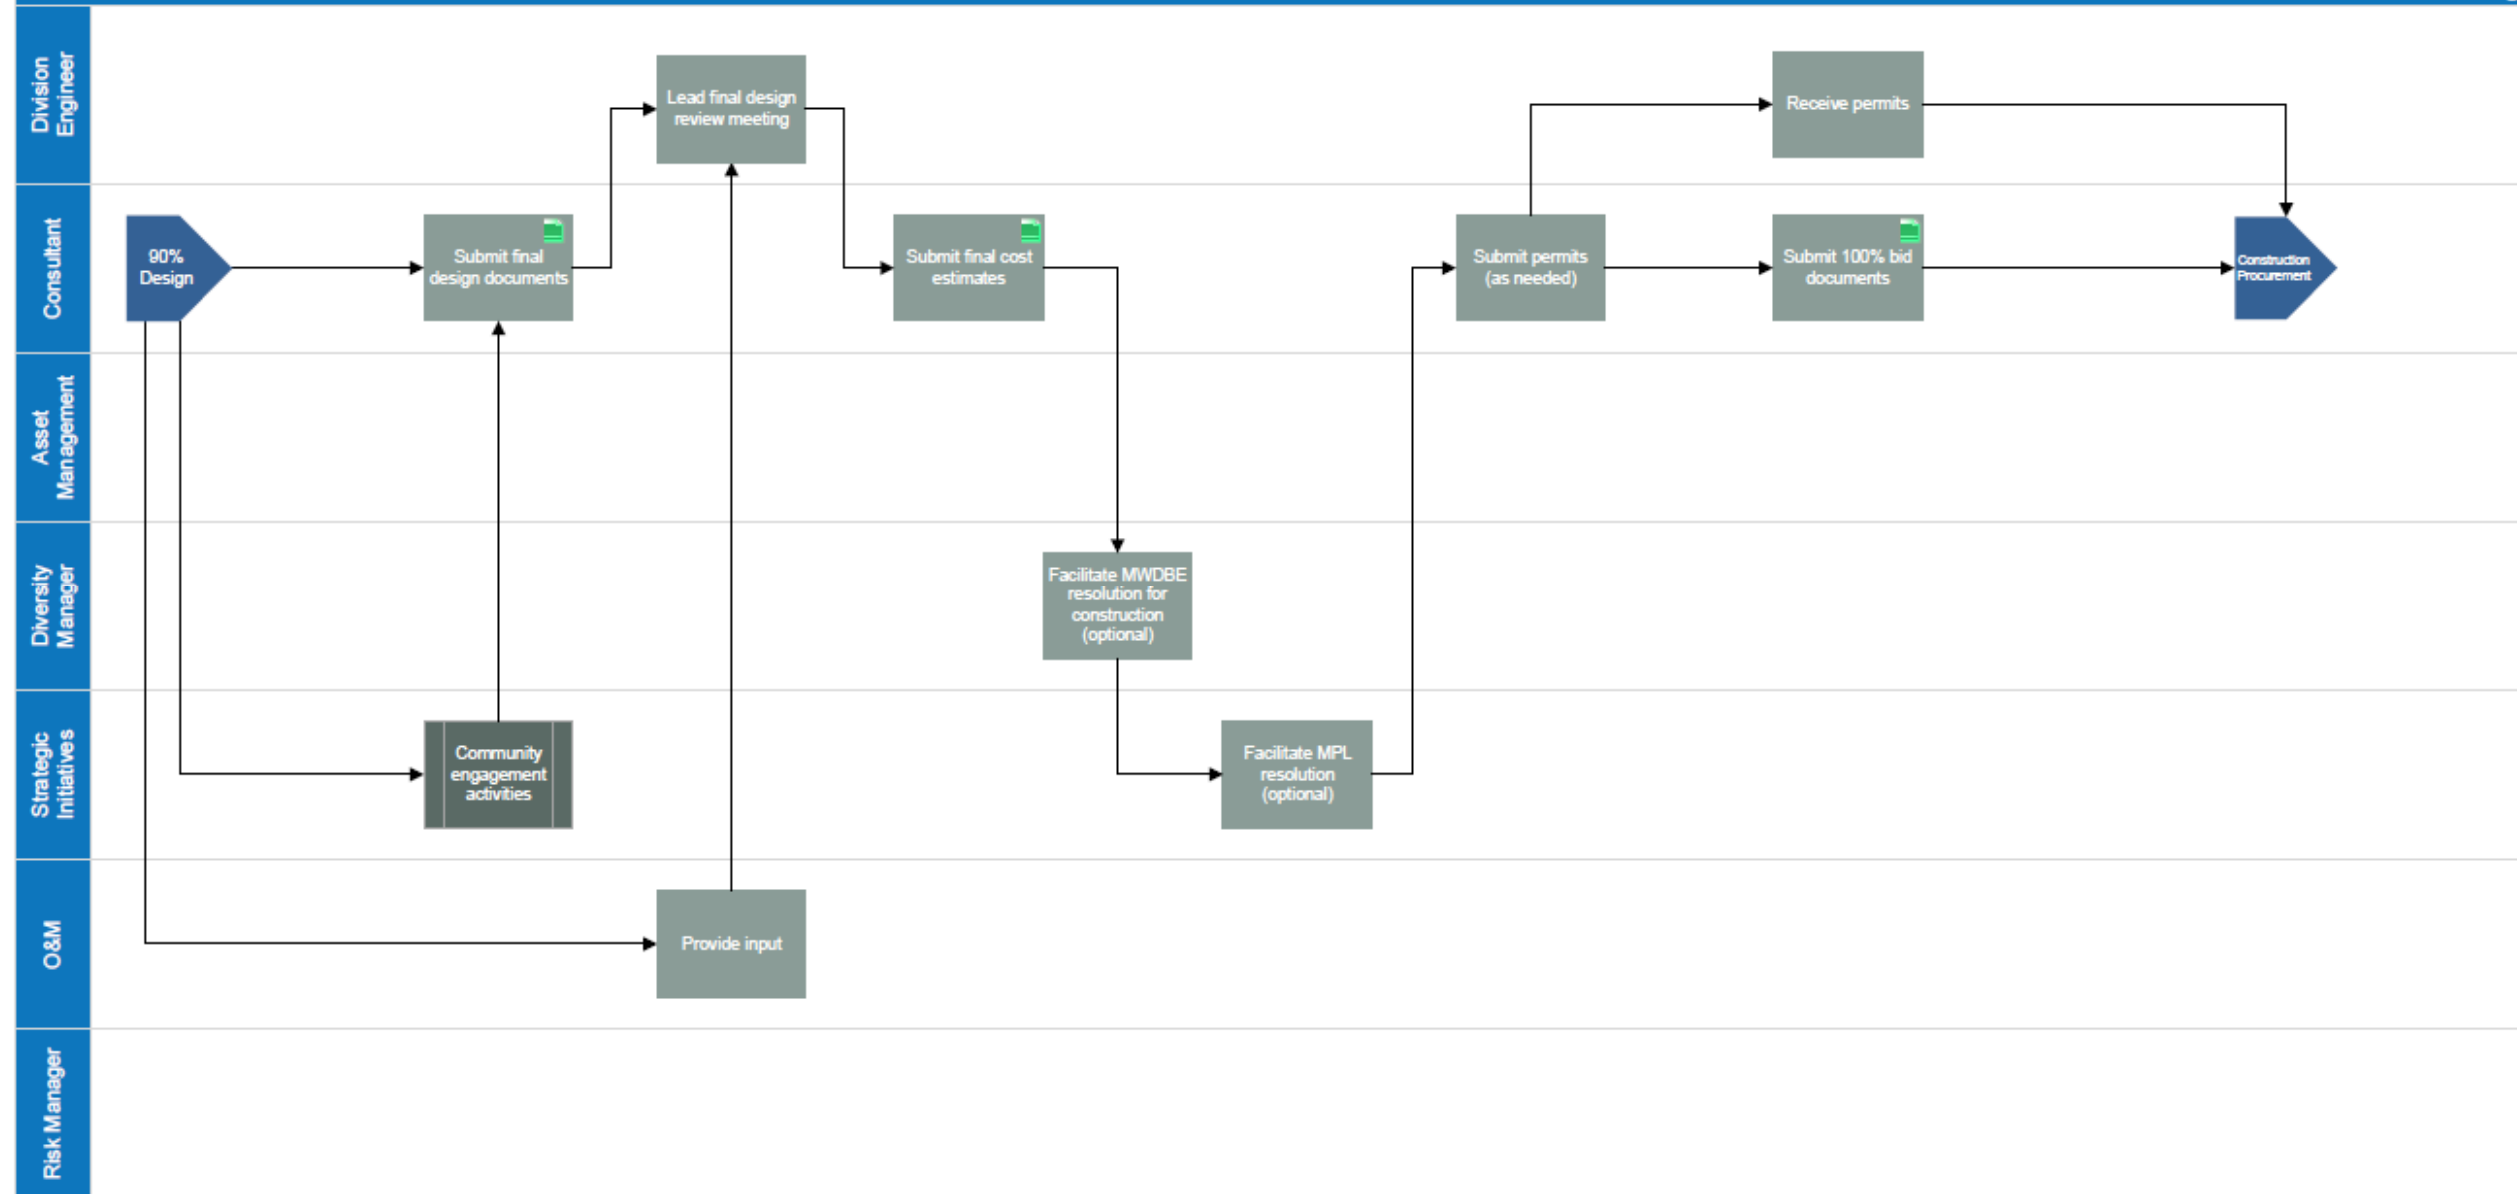 Division
Engineer
Lead final design
review meeting
Receive permits
Consultant
90%
Design
Submit final
design documents
Submit final cost
estimates
Submit permits
(as needed)
Submit 100% bid
documents
Construction
Procurement
Asset
Management
Diversity
Manager
Facilitate MWDBE
resolution for
construction
(optional)
Strategic
Initiatives
Community
engagement
activities
Facilitate MPL
resolution
(optional)
O&M
Provide input
Risk Manager